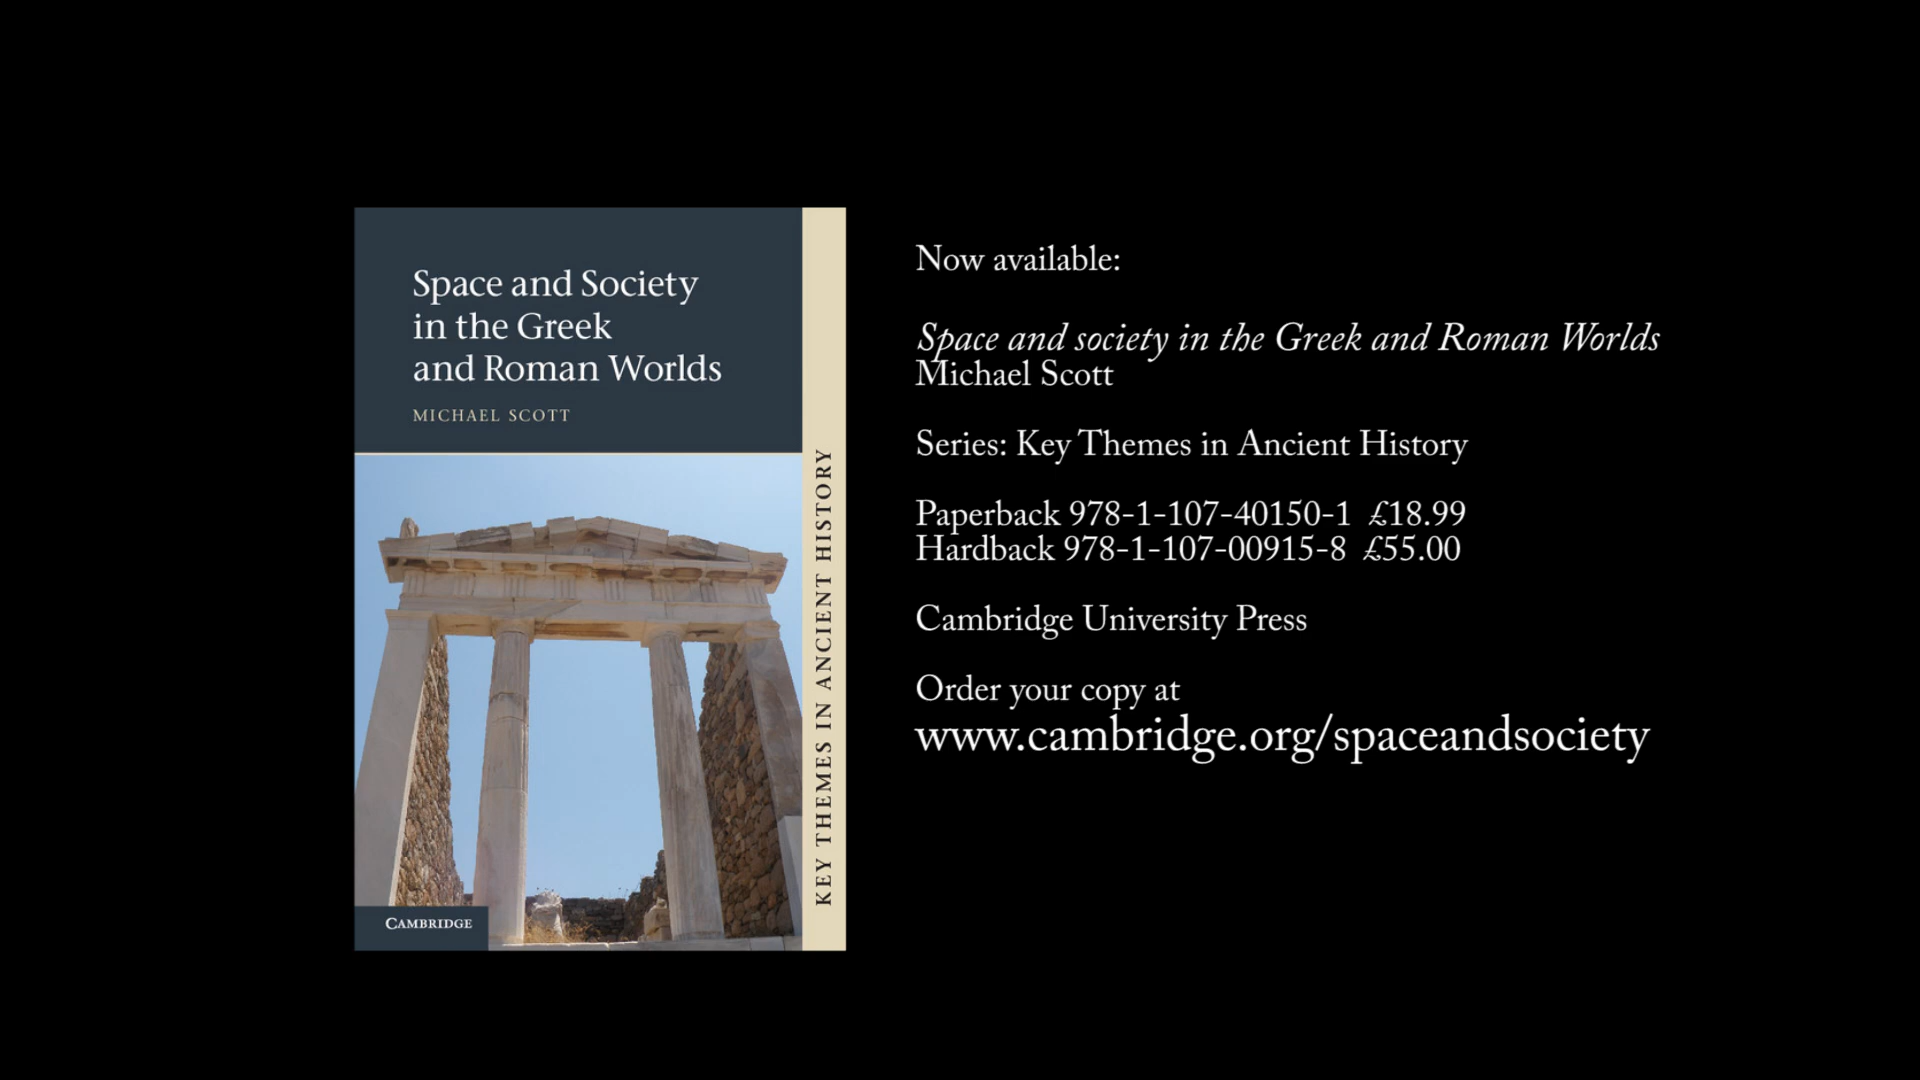 Space and Society
in the Greek
and Roman Worlds
MICHAEL SCOTT
KEY THEMES IN ANCIENT HISTORY
CAMBRIDGE
Now available:
Space and society in the Greek and Roman Worlds
Michael Scott
Series: Key Themes in Ancient History
Paperback 978-1-107-40150-1 £18.99
Hardback 978-1-107-00915-8 £55.00
Cambridge University Press
Order your copy at
www.cambridge.org/spaceandsociety